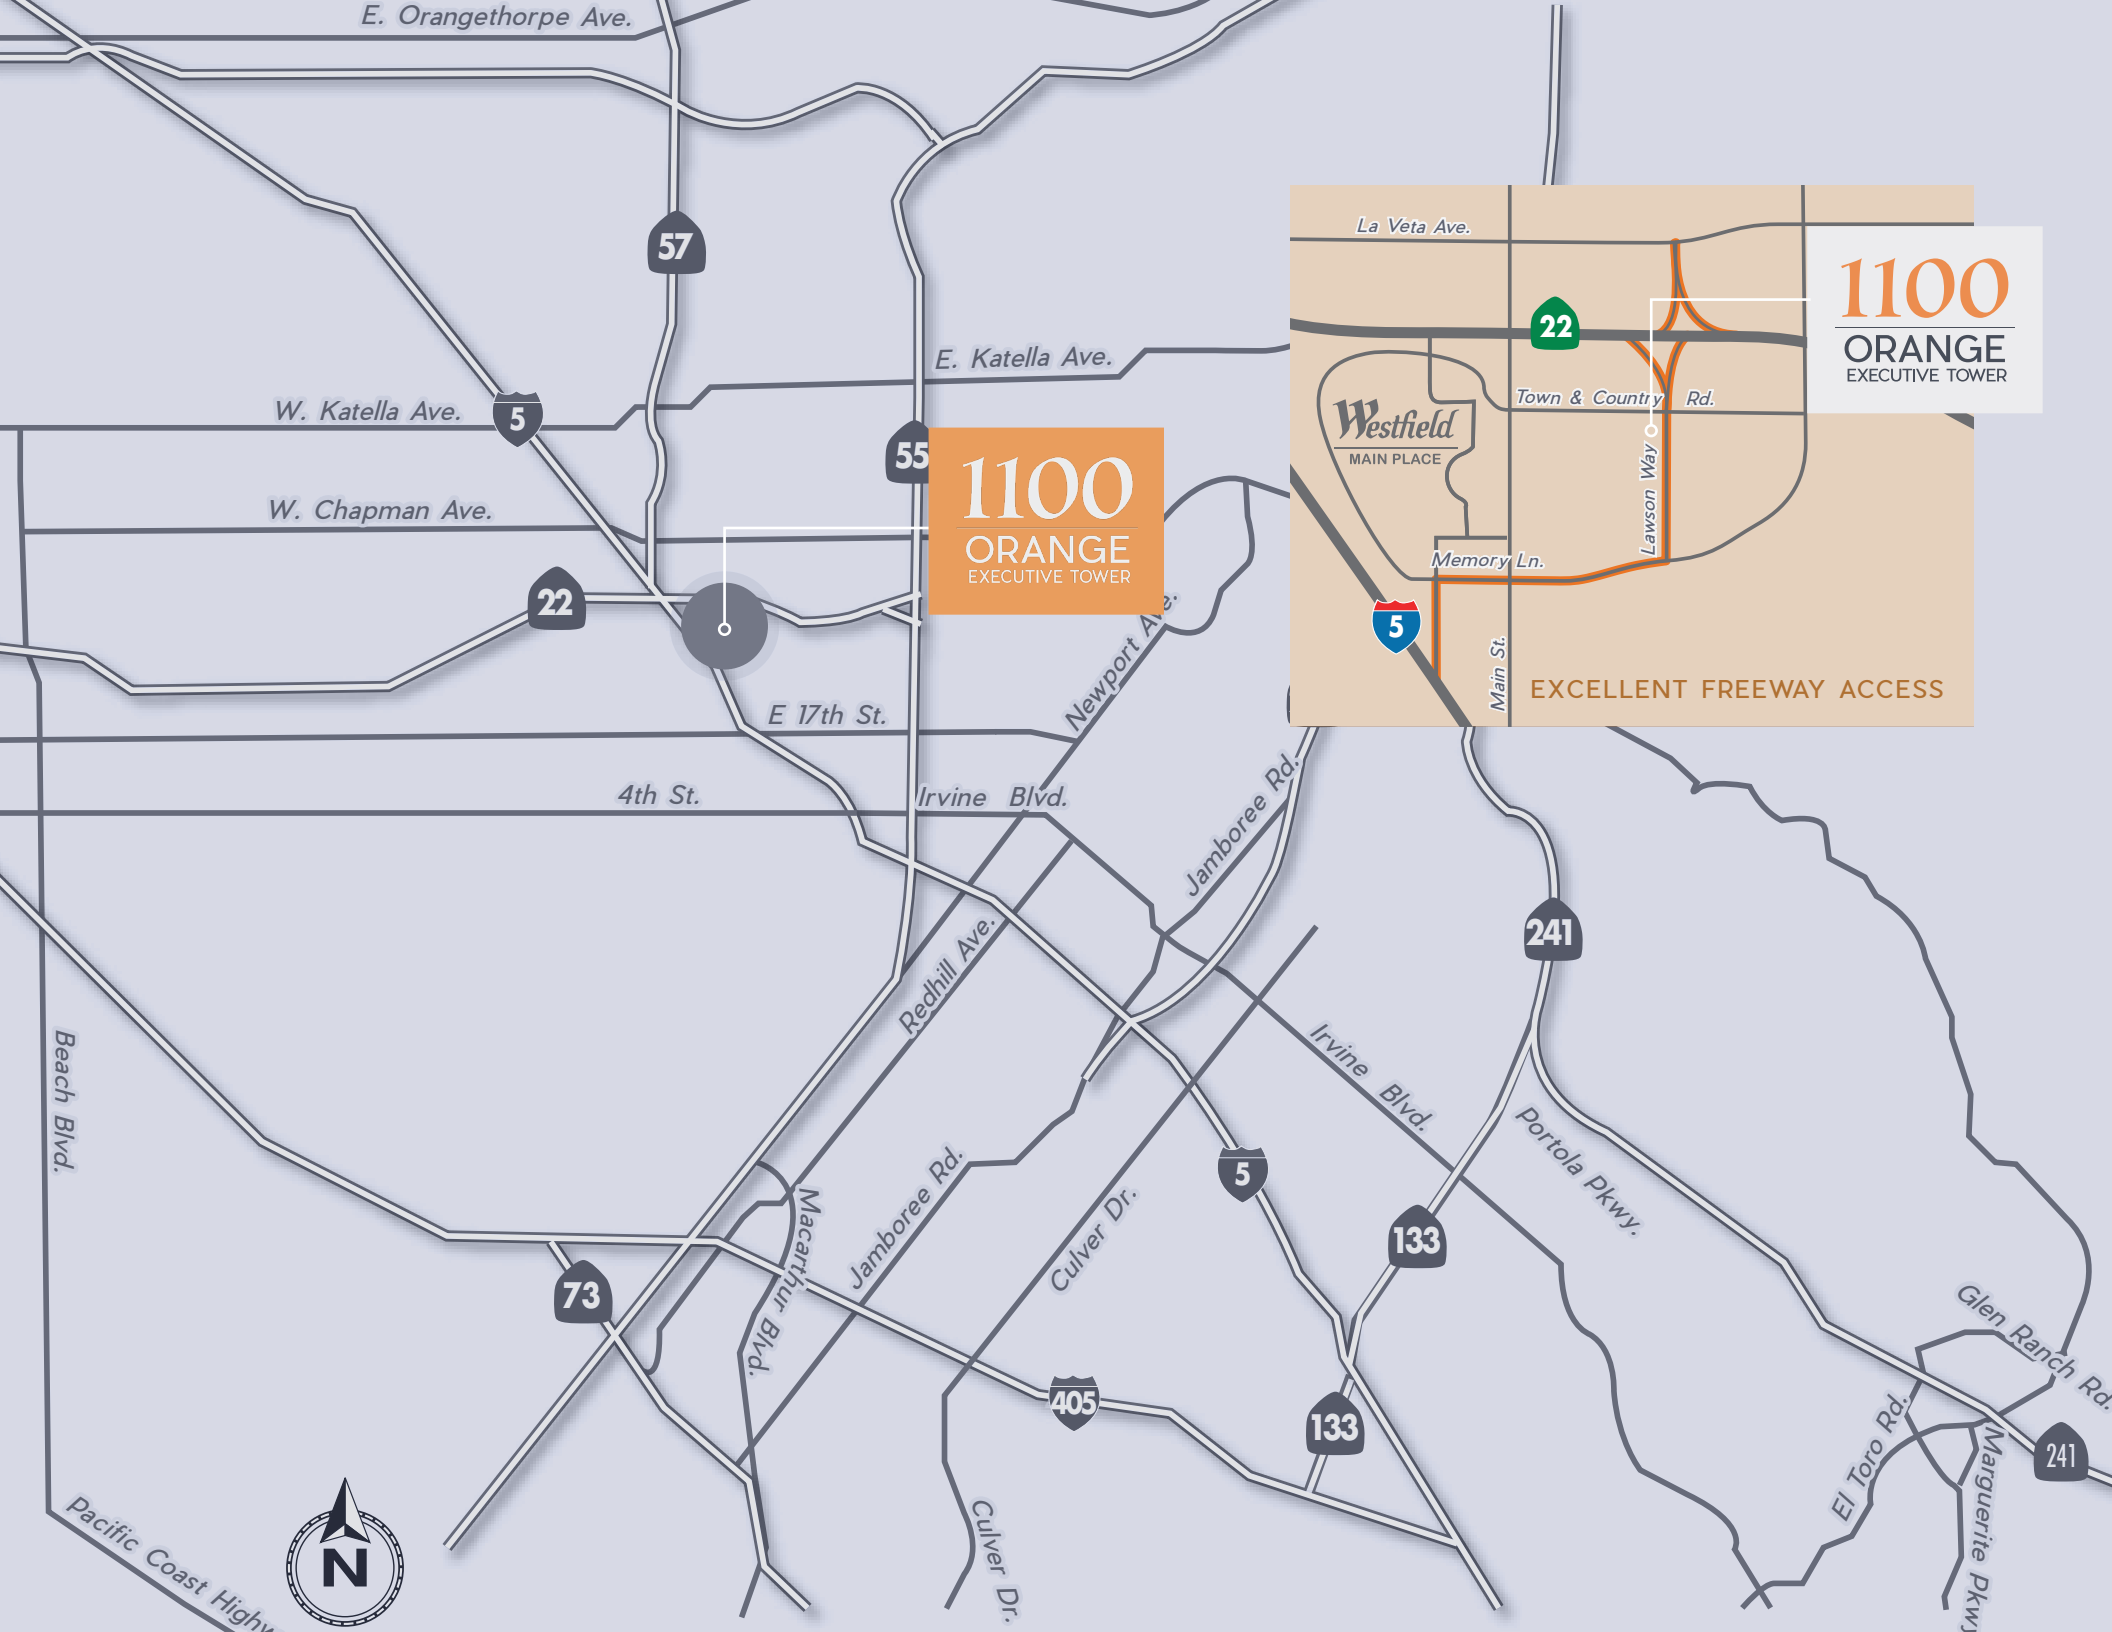 E. Orangethorpe Ave.
57
La Veta Ave.
1100
ORANGE
EXECUTIVE TOWER
22
E. Katella Ave.
W. Katella Ave.
5
Town & Country Rd.
Westfield
MAIN PLACE
55
1100
ORANGE
EXECUTIVE TOWER
Lawson Way
W. Chapman Ave.
Memory Ln.
22
5
Newport Ave.
Main St.
EXCELLENT FREEWAY ACCESS
E 17th St.
4th St.
Irvine Blvd.
Jamboree Rd.
241
Redhill Ave.
Irvine Blvd.
Beach Blvd.
Portola Pkwy.
5
Jamboree Rd.
Macarthur Blvd.
Culver Dr.
133
73
Glen Ranch Rd.
405
133
El Toro Rd.
241
Marguerite Pkwy
Culver Dr.
Pacific Coast Highw
N